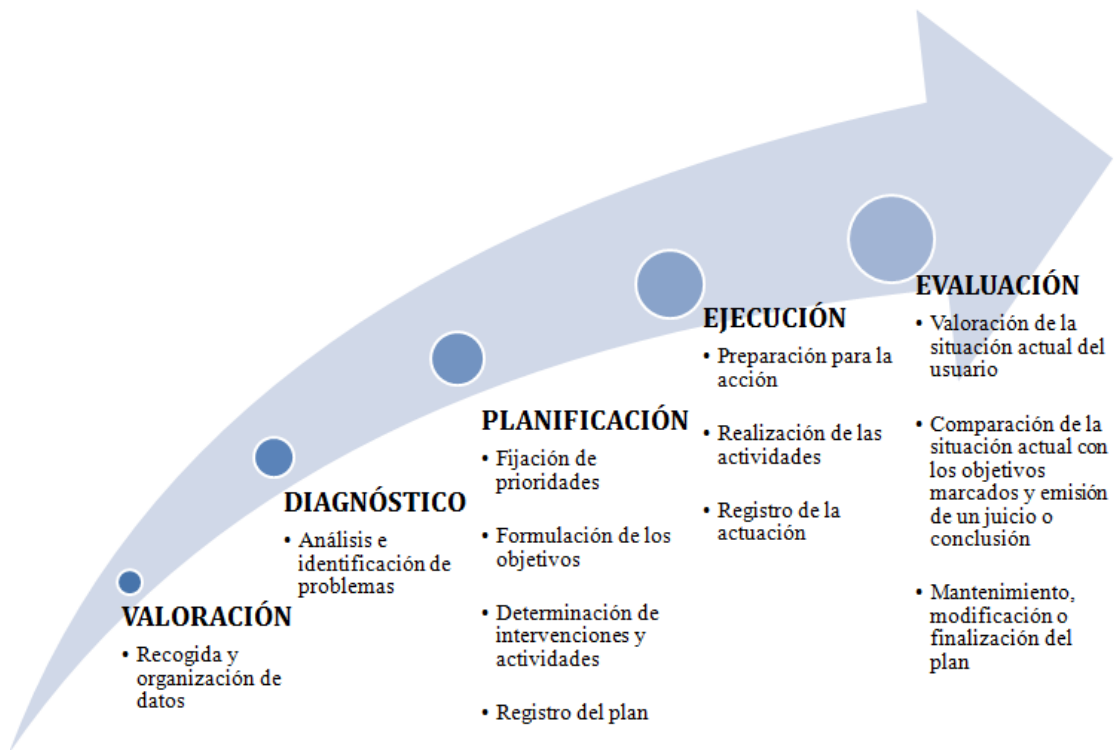 VALORACIÓN
• Recogida y
organización de
datos
DIAGNÓSTICO
• Análisis e
identificación de
problemas
PLANIFICACIÓN
• Fijación de
prioridades
• Formulación de los
objetivos
• Determinación de
intervenciones y
actividades
• Registro del plan
EJECUCIÓN
• Preparación para la
acción
• Realización de las
actividades
• Registro de la
actuación
EVALUACIÓN
• Valoración de la
situación actual del
usuario
• Comparación de la
situación actual con
los objetivos
marcados y emisión
de un juicio o
conclusión
• Mantenimiento,
modificación o
finalización del
plan